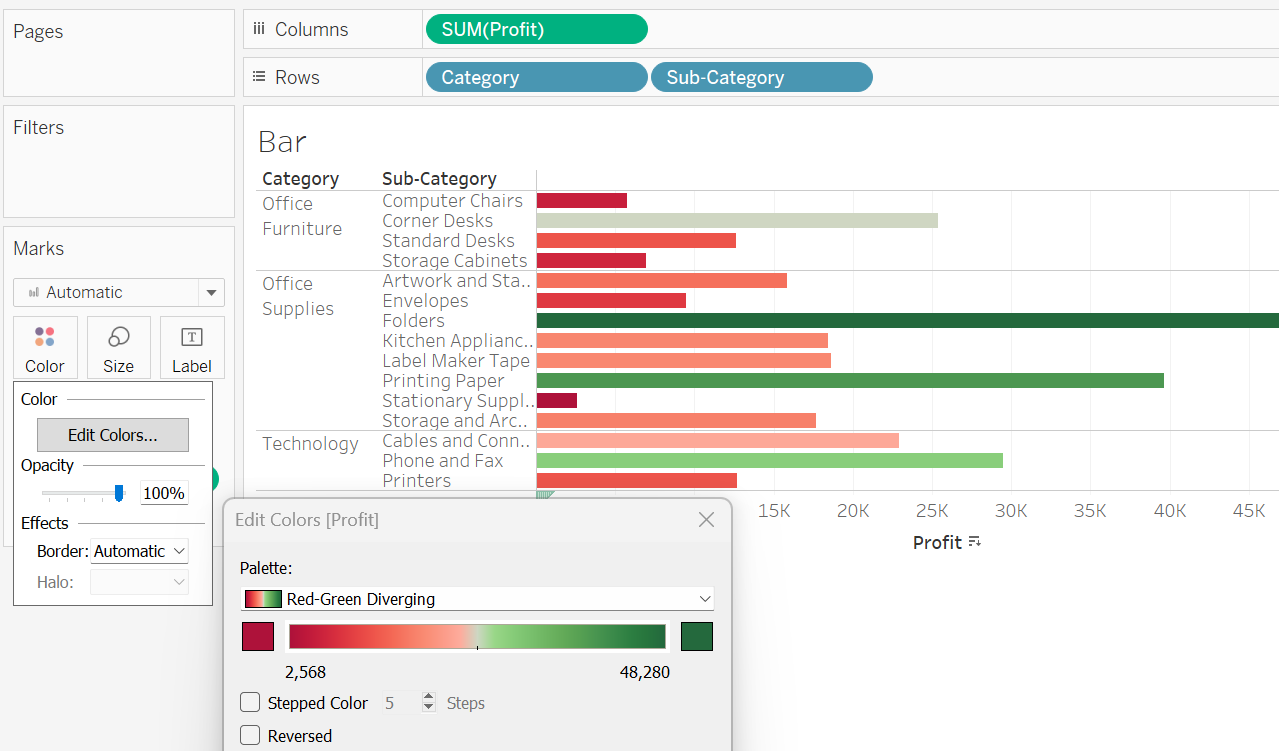 Pages
Columns
SUM(Profit)
Rows
Category
Sub-Category
Filters
Marks
Automatic
Color
Size
Label
Color
Edit Colors...
Opacity
100%
Effects
Border:
Automatic
Halo:
Bar
Category
Sub-Category
Office
Furniture
Computer Chairs
Corner Desks
Standard Desks
Storage Cabinets
Office
Supplies
Artwork and Sta..
Envelopes
Folders
Kitchen Applianc..
Label Maker Tape
Printing Paper
Stationary Suppl..
Storage and Arc..
Technology
Cables and Conn..
Phone and Fax
Printers
15K 20K 25K 30K 35K 40K 45K
Profit
Edit Colors [Profit]
Palette:
Red-Green Diverging
2,568
48,280
Stepped Color
5
Steps
Reversed